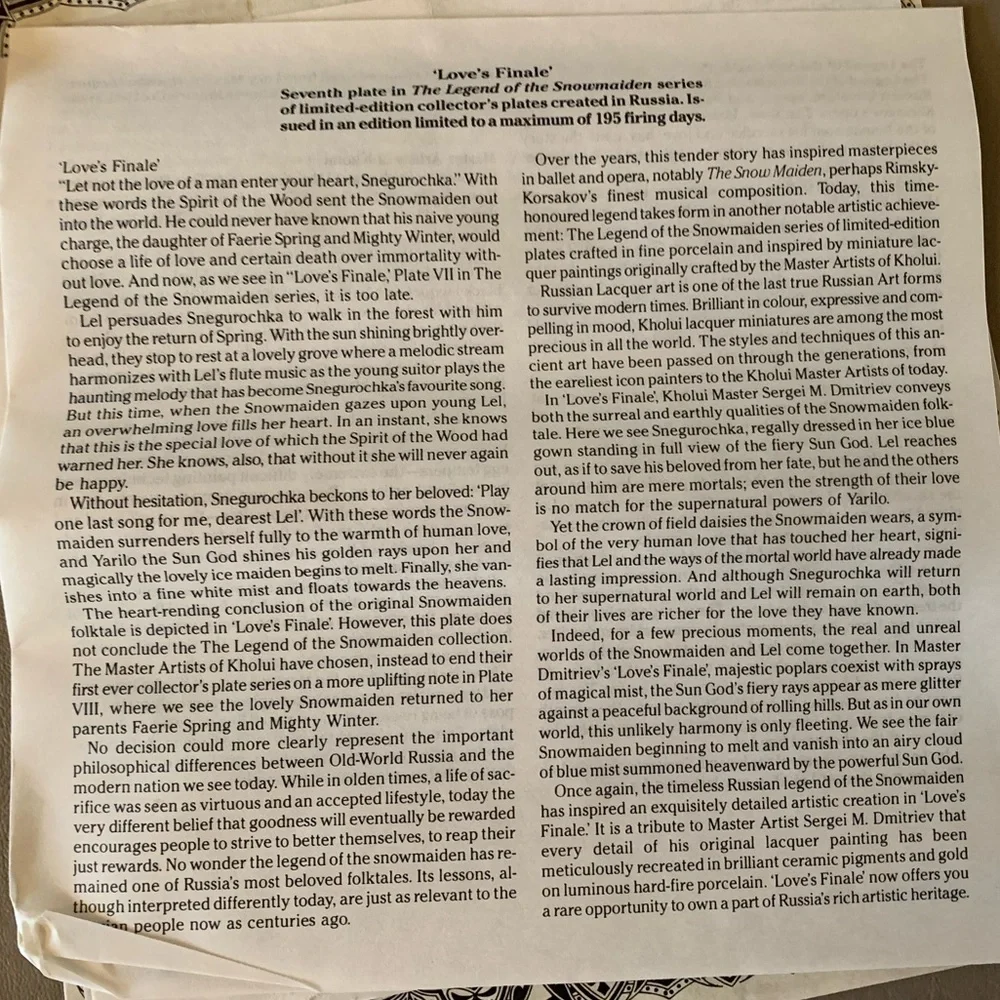 'Love's Finale'
Seventh plate in The Legend of the Snowmaiden series
of limited-edition collector's plates created in Russia. Is-
sued in an edition limited to a maximum of 195 firing days.
'Love's Finale'
"Let not the love of a man enter your heart, Snegurochka." With
these words the Spirit of the Wood sent the Snowmaiden out
into the world. He could never have known that his naive young
charge, the daughter of Faerie Spring and Mighty Winter, would
choose a life of love and certain death over immortality with-
out love. And now, as we see in "Love's Finale,' Plate VII in The
Legend of the Snowmaiden series, it is too late.
Lel persuades Snegurochka to walk in the forest with him
to enjoy the return of Spring. With the sun shining brightly over-
head, they stop to rest at a lovely grove where a melodic stream
harmonizes with Lel's flute music as the young suitor plays the
haunting melody that has become Snegurochka's favourite song.
But this time, when the Snowmaiden gazes upon young Lel,
an overwhelming love fills her heart. In an instant, she knows
that this is the special love of which the Spirit of the Wood had
warned her. She knows, also, that without it she will never again
be happy.
Without hesitation, Snegurochka beckons to her beloved: 'Play
one last song for me, dearest Lel'. With these words the Snow-
maiden surrenders herself fully to the warmth of human love,
and Yarilo the Sun God shines his golden rays upon her and
magically the lovely ice maiden begins to melt. Finally, she van-
ishes into a fine white mist and floats towards the heavens.
The heart-rending conclusion of the original Snowmaiden
folktale is depicted in 'Love's Finale'. However, this plate does
not conclude the The Legend of the Snowmaiden collection.
The Master Artists of Kholui have chosen, instead to end their
first ever collector's plate series on a more uplifting note in Plate
VIII, where we see the lovely Snowmaiden returned to her
parents Faerie Spring and Mighty Winter.
No decision could more clearly represent the important
philosophical differences between Old-World Russia and the
modern nation we see today. While in olden times, a life of sac-
rifice was seen as virtuous and an accepted lifestyle, today the
very different belief that goodness will eventually be rewarded
encourages people to strive to better themselves, to reap their
just rewards. No wonder the legend of the snowmaiden has re-
mained one of Russia's most beloved folktales. Its lessons, al-
though interpreted differently today, are just as relevant to the
people now as centuries ago.
Over the years, this tender story has inspired masterpieces
in ballet and opera, notably The Snow Maiden, perhaps Rimsky-
Korsakov's finest musical composition. Today, this time-
honoured legend takes form in another notable artistic achieve-
ment: The Legend of the Snowmaiden series of limited-edition
plates crafted in fine porcelain and inspired by miniature lac-
quer paintings originally crafted by the Master Artists of Kholui.
Russian Lacquer art is one of the last true Russian Art forms
to survive modern times. Brilliant in colour, expressive and com-
pelling in mood, Kholui lacquer miniatures are among the most
precious in all the world. The styles and techniques of this an-
cient art have been passed on through the generations, from
the eareliest icon painters to the Kholui Master Artists of today.
In 'Love's Finale', Kholui Master Sergei M. Dmitriev conveys
both the surreal and earthly qualities of the Snowmaiden folk-
tale. Here we see Snegurochka, regally dressed in her ice blue
gown standing in full view of the fiery Sun God. Lel reaches
out, as if to save his beloved from her fate, but he and the others
around him are mere mortals; even the strength of their love
is no match for the supernatural powers of Yarilo.
Yet the crown of field daisies the Snowmaiden wears, a sym-
bol of the very human love that has touched her heart, signi-
fies that Lel and the ways of the mortal world have already made
a lasting impression. And although Snegurochka will return
to her supernatural world and Lel will remain on earth, both
of their lives are richer for the love they have known.
Indeed, for a few precious moments, the real and unreal
worlds of the Snowmaiden and Lel come together. In Master
Dmitriev's 'Love's Finale', majestic poplars coexist with sprays
of magical mist, the Sun God's fiery rays appear as mere glitter
against a peaceful background of rolling hills. But as in our own
world, this unlikely harmony is only fleeting. We see the fair
Snowmaiden beginning to melt and vanish into an airy cloud
of blue mist summoned heavenward by the powerful Sun God.
Once again, the timeless Russian legend of the Snowmaiden
has inspired an exquisitely detailed artistic creation in 'Love's
Finale.' It is a tribute to Master Artist Sergei M. Dmitriev that
every detail of his original lacquer painting has been
meticulously recreated in brilliant ceramic pigments and gold
on luminous hard-fire porcelain. 'Love's Finale' now offers you
a rare opportunity to own a part of Russia's rich artistic heritage.